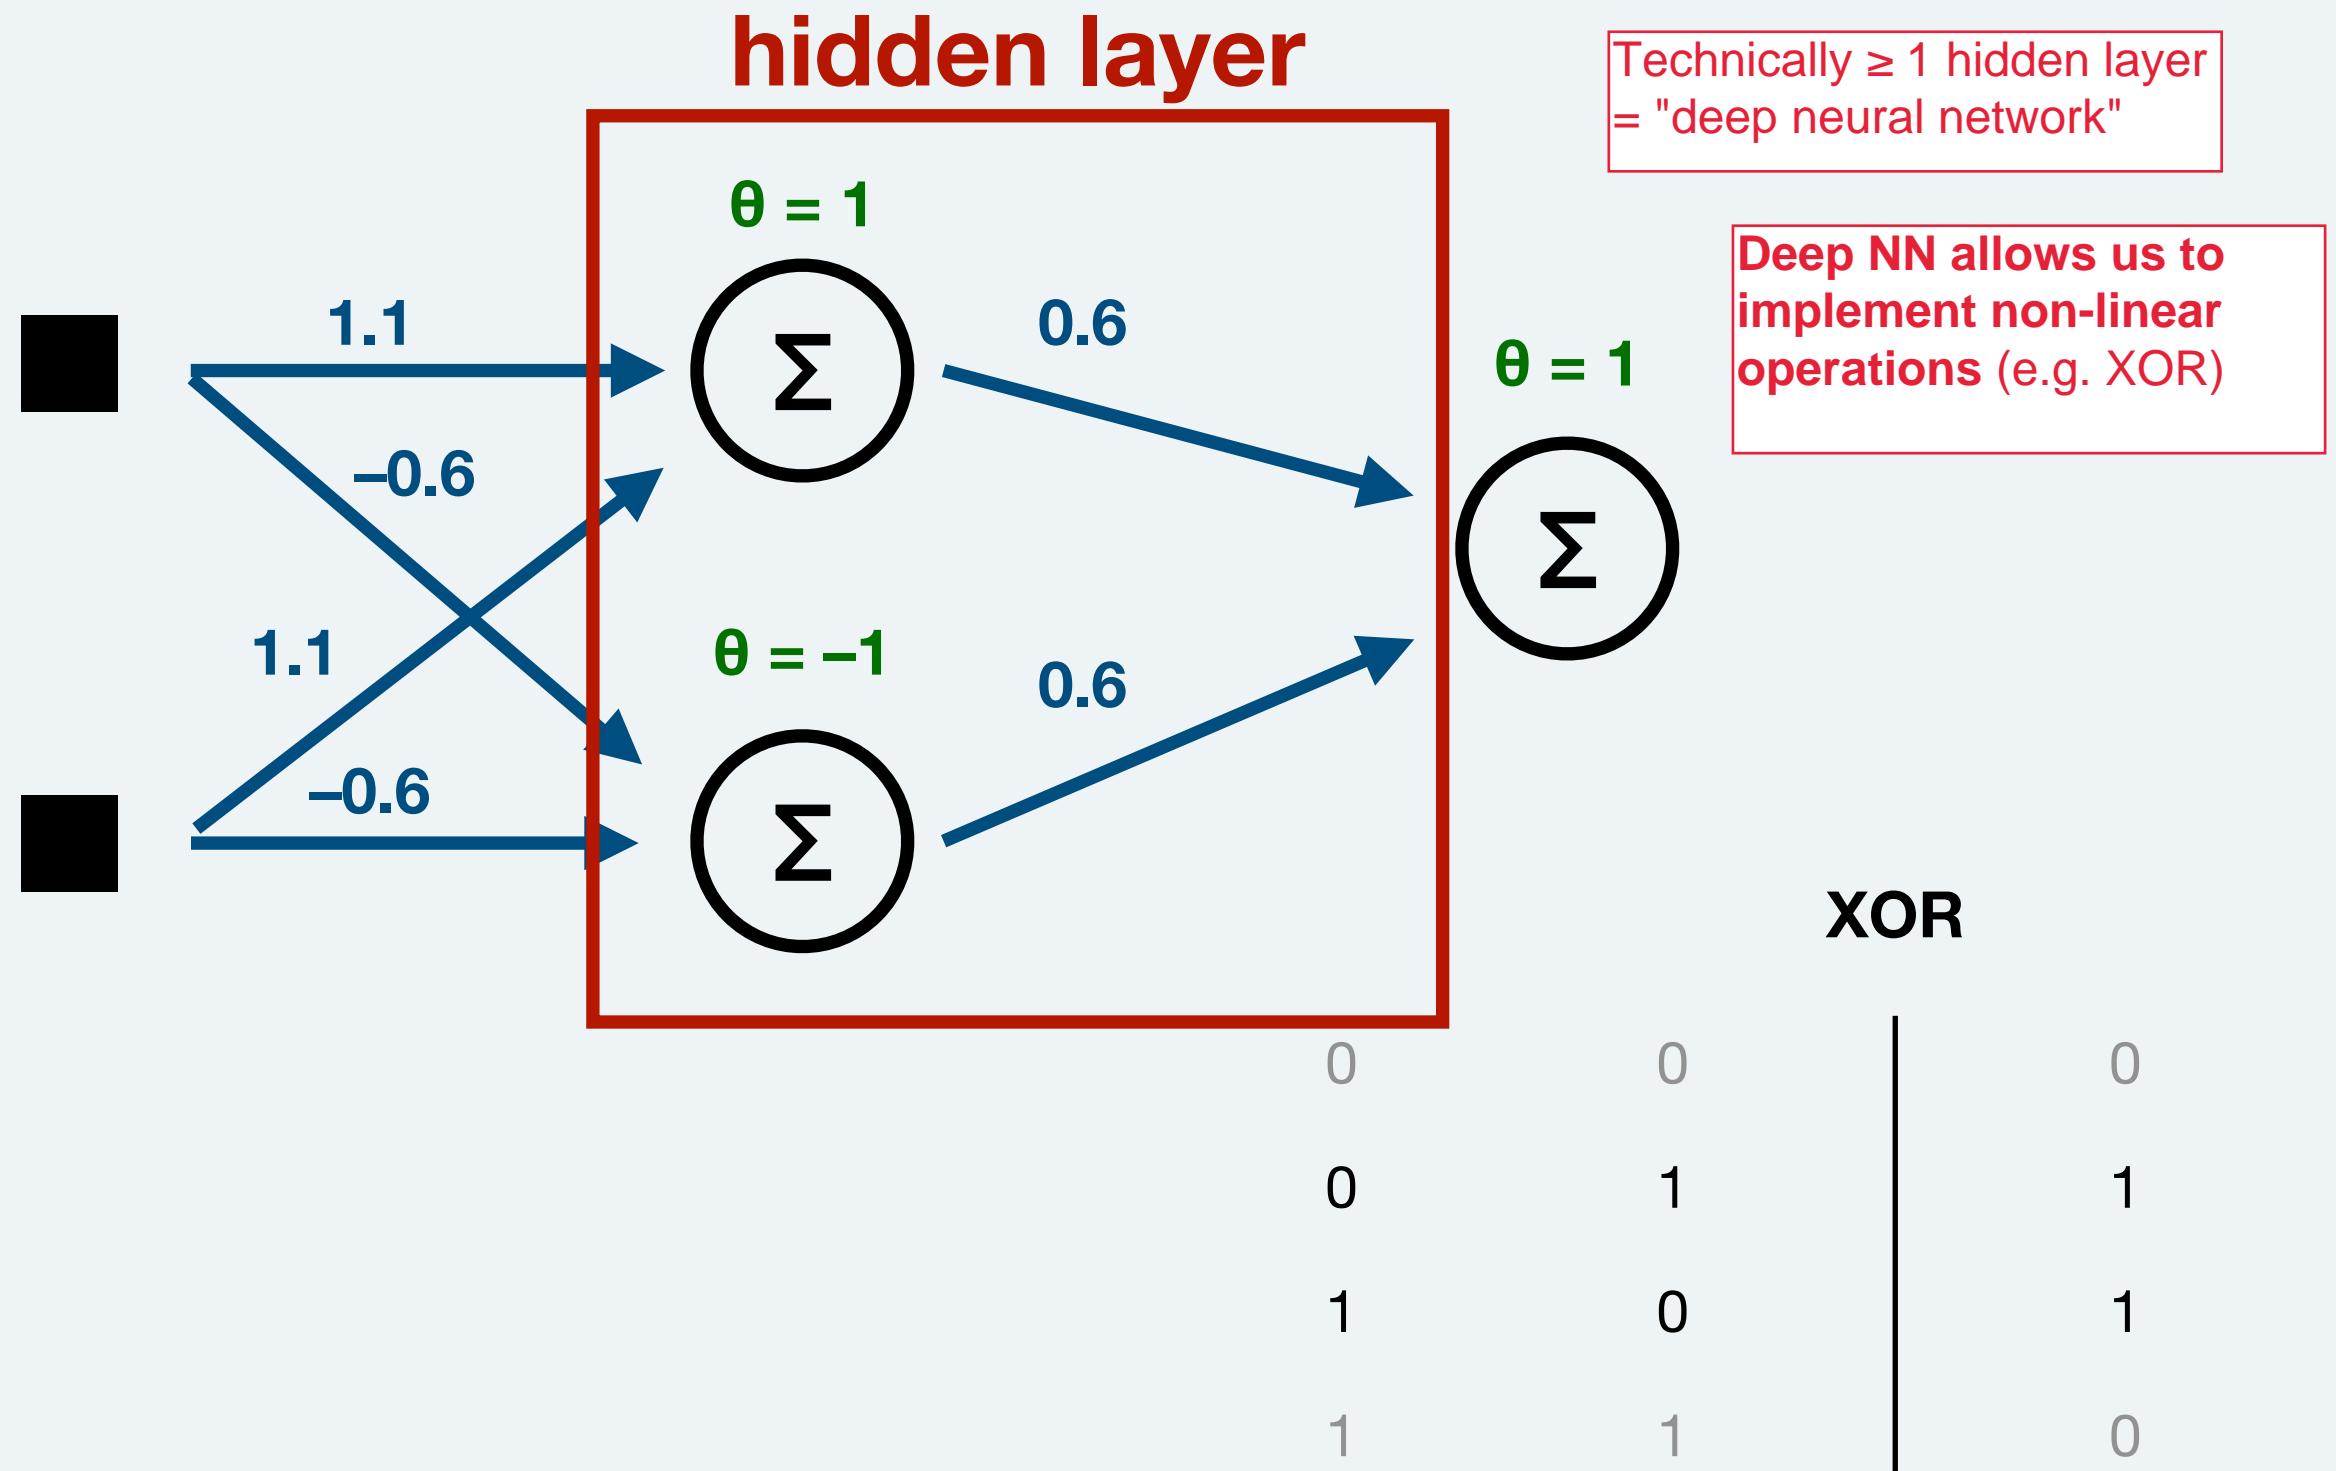 hidden layer
Technically ≥ 1 hidden layer
= "deep neural network"
θ = 1
Deep NN allows us to
implement non-linear
operations (e.g. XOR)
1.1
0.6
θ = 1
Σ
–0.6
Σ
1.1
θ = –1
0.6
–0.6
Σ
XOR
0 0 0
0 1 1
1 0 1
1 1 0